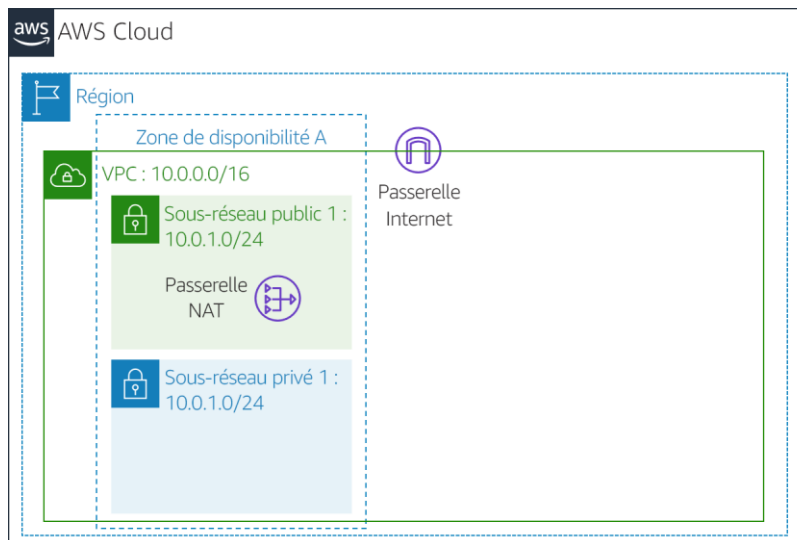 aws AWS Cloud
Région
Zone de disponibilité A
VPC : 10.0.0.0/16
Passerelle
Internet
Sous-réseau public 1 :
10.0.1.0/24
Passerelle
NAT
Sous-réseau privé 1 :
10.0.1.0/24